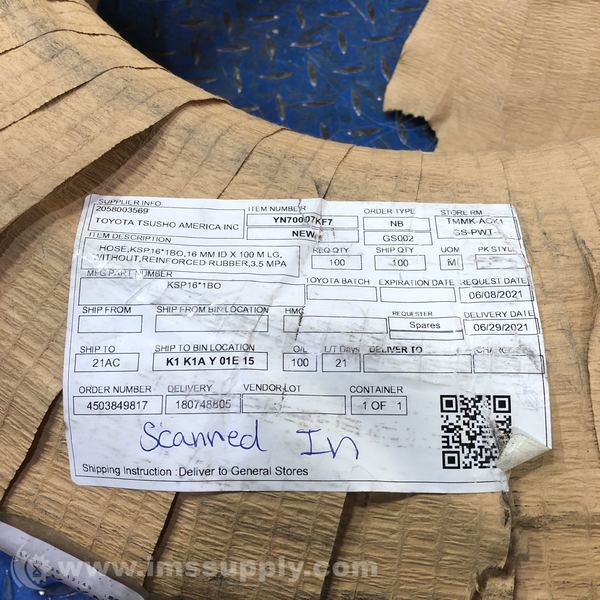 SUPPLIER INFO
2058003569
TOYOTA TSUSHO AMERICA INC
ITEM NUMBER
NEW
ORDER TYPE
NB
GS002
STORE RM
GS-PWT
ITEM DESCRIPTION
HOSE,KSP16*1BO,16 MM ID X 100 M LG,
WITHOUT,REINFORCED RUBBER,3.5 MPA
REQ QTY
100
SHIP QTY
100
UOM
M
PK STYLE
MFG PART NUMBER
KSP16*1BO
TOYOTA BATCH
EXPIRATION DATE
REQUEST DATE
06/08/2021
SHIP FROM
SHIP FROM BIN LOCATION
HMC
REQUESTER
Spares
DELIVERY DATE
06/29/2021
SHIP TO
21AC
SHIP TO BIN LOCATION
K1 K1A Y 01E 15
O/L
100
L/T Days
21
DELIVER TO
ORDER NUMBER
4503849817
DELIVERY
180748805
VENDOR LOT
CONTAINER
1 OF 1
Scanned In
Shipping Instruction :Deliver to General Stores
© www.imssupply.com